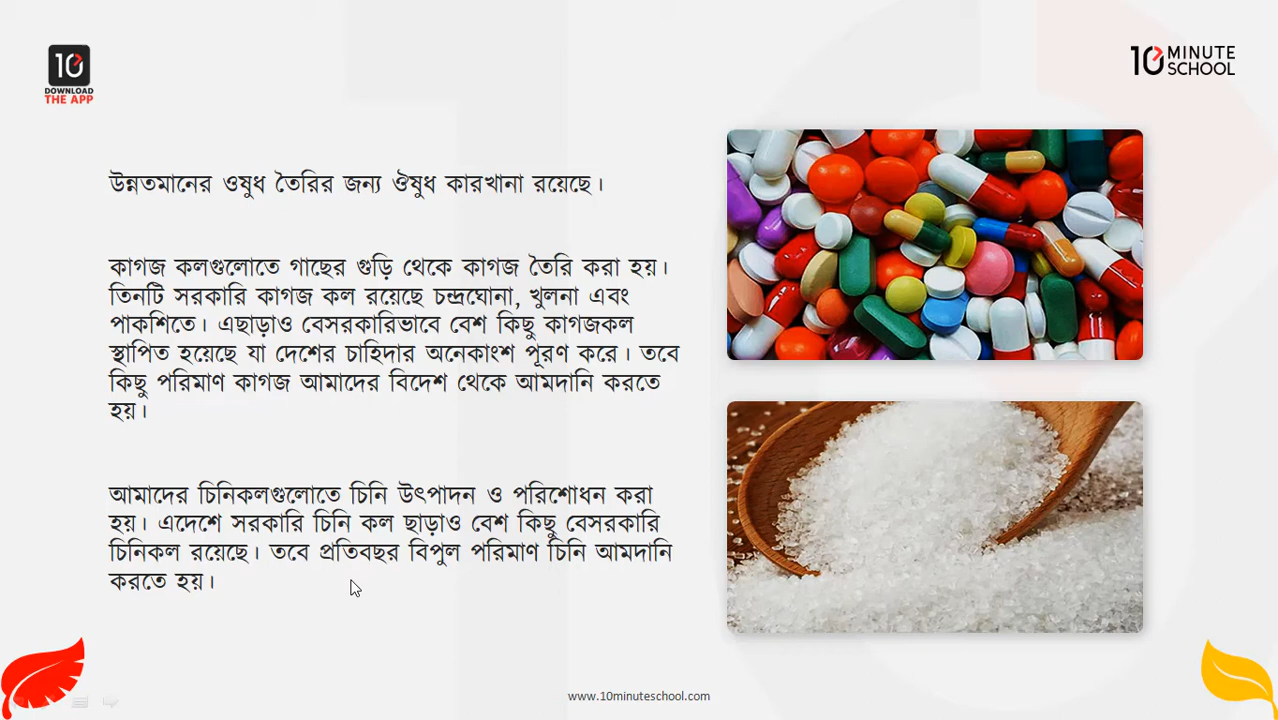 10
DOWNLOAD
THE APP
10 MINUTE
SCHOOL
উন্নতমানের ওষুধ তৈরির জন্য ঔষুধ কারখানা রয়েছে।
কাগজ কলগুলোতে গাছের গুড়ি থেকে কাগজ তৈরি করা হয়।
তিনটি সরকারি কাগজ কল রয়েছে চন্দ্রঘোনা, খুলনা এবং
পাকশিতে। এছাড়াও বেসরকারিভাবে বেশ কিছু কাগজকল
স্থাপিত হয়েছে যা দেশের চাহিদার অনেকাংশ পূরণ করে। তবে
কিছু পরিমাণ কাগজ আমাদের বিদেশ থেকে আমদানি করতে
হয়।
আমাদের চিনিকলগুলোতে চিনি উৎপাদন ও পরিশোধন করা
হয়। এদেশে সরকারি চিনি কল ছাড়াও বেশ কিছু বেসরকারি
চিনিকল রয়েছে। তবে প্রতিবছর বিপুল পরিমাণ চিনি আমদানি
করতে হয়।
www.10minuteschool.com